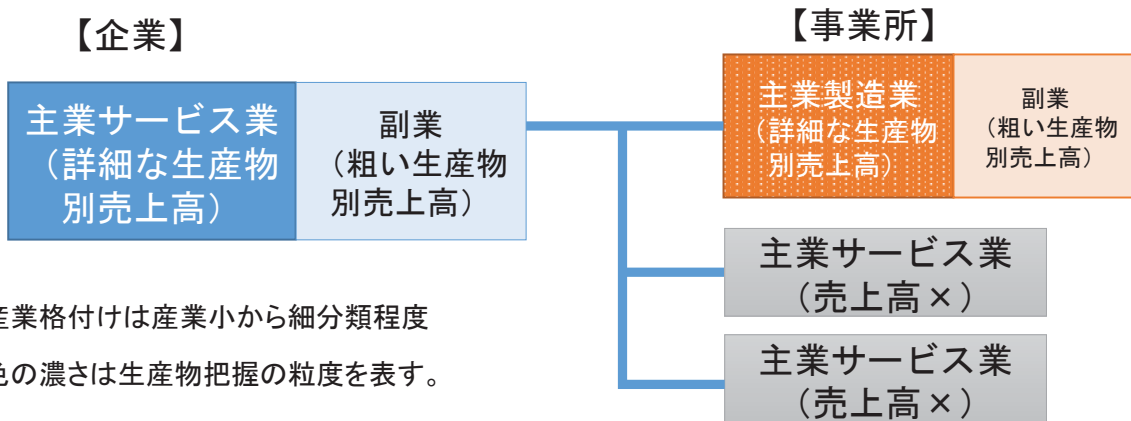 【企業】
主業サービス業
（詳細な生産物
別売上高）
副業
（粗い生産物
別売上高）
【事業所】
主業製造業
（詳細な生産物
別売上高）
副業
（粗い生産物
別売上高）
主業サービス業
（売上高×）
主業サービス業
（売上高×）
産業格付けは産業小から細分類程度
色の濃さは生産物把握の粒度を表す。